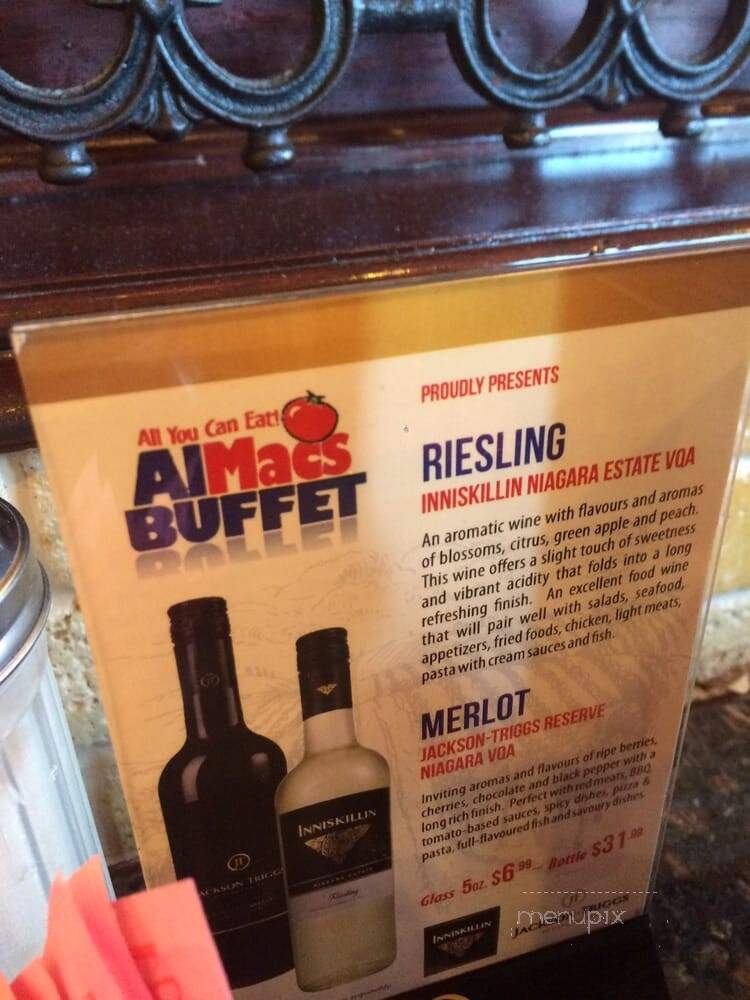 All You Can Eat!
AlMacs
BUFFET
PROUDLY PRESENTS
RIESLING
INNISKILLIN NIAGARA ESTATE VQA
An aromatic wine with flavours and aromas
of blossoms, citrus, green apple and peach.
This wine offers a slight touch of sweetness
and vibrant acidity that folds into a long
refreshing finish. An excellent food wine
that will pair well with salads, seafood,
appetizers, fried foods, chicken, light meats,
pasta with cream sauces and fish.
MERLOT
JACKSON-TRIGGS RESERVE
NIAGARA VQA
Inviting aromas and flavours of ripe berries,
cherries, chocolate and black pepper with a
long rich finish. Perfect with red meats, BBQ,
tomato-based sauces, spicy dishes, pizza &
pasta, full-flavoured fish and savoury dishes.
Glass 5oz. $6.99 ~ Bottle $31.99
JT
JACKSON-TRIGGS
MERLOT
INNISKILLIN
NIAGARA ESTATE
Riesling
INNISKILLIN
JT
JACKSON-TRIGGS
menupix